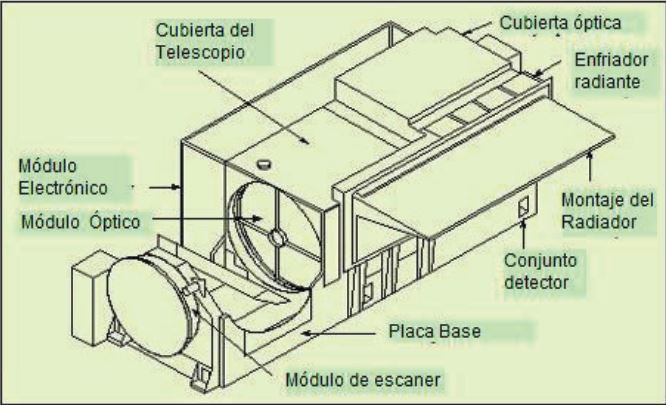 Cubierta del
Telescopio
Cubierta óptica
Enfriador
radiante
Módulo
Electrónico
Módulo Óptico
Montaje del
Radiador
Conjunto
detector
Placa Base
Módulo de escaner